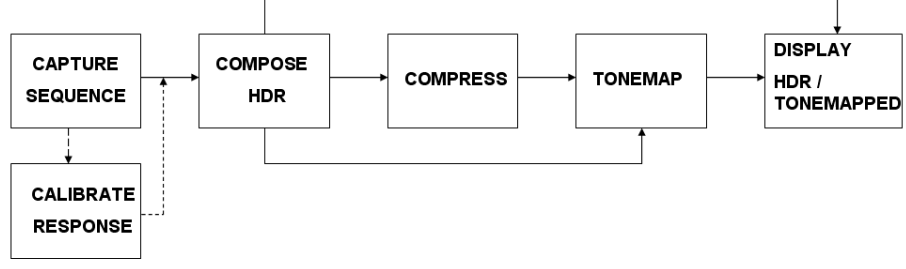 CAPTURE
SEQUENCE
COMPOSE
HDR
COMPRESS
TONEMAP
DISPLAY
HDR /
TONEMAPPED
CALIBRATE
RESPONSE